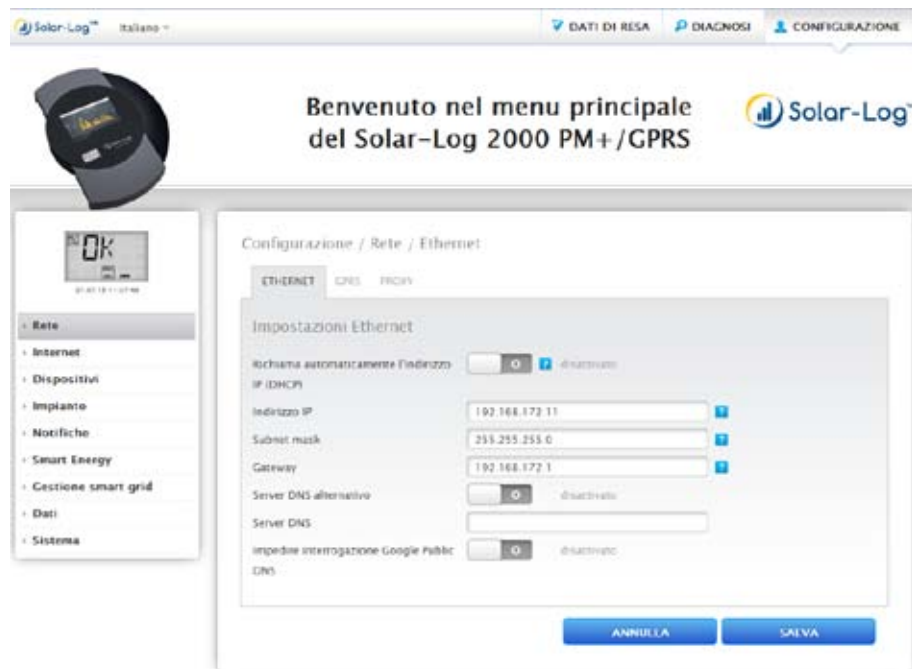 Solar-Log™ Italiano
DATI DI RESA DIAGNOSI CONFIGURAZIONE
Benvenuto nel menu principale
del Solar-Log 2000 PM+/GPRS
Solar-Log™
OK
Configurazione / Rete / Ethernet
ETHERNET GPRS PROXY
Rete
Internet
Dispositivi
Impianto
Notifiche
Smart Energy
Gestione smart grid
Dati
Sistema
Impostazioni Ethernet
Richiama automaticamente l'indirizzo
IP (DHCP)
disattivato
Indirizzo IP 192.168.172.11
Subnet mask 255.255.255.0
Gateway 192.168.172.1
Server DNS alternativo disattivato
Server DNS
Impedire interrogazione Google Public
DNS
disattivato
ANNULLA SALVA